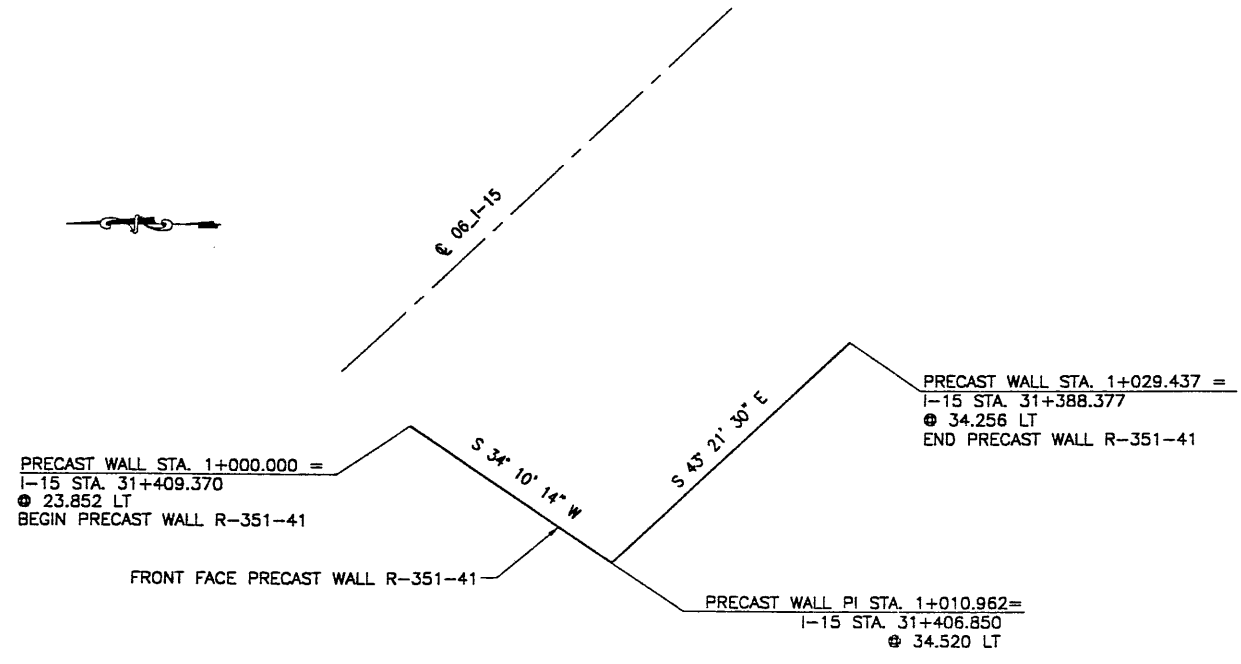 ℄ 06_I-15
PRECAST WALL STA. 1+029.437 =
I-15 STA. 31+388.377
@ 34.256 LT
END PRECAST WALL R-351-41
S 43° 21' 30" E
S 34° 10' 14" W
PRECAST WALL STA. 1+000.000 =
I-15 STA. 31+409.370
@ 23.852 LT
BEGIN PRECAST WALL R-351-41
FRONT FACE PRECAST WALL R-351-41
PRECAST WALL PI STA. 1+010.962=
I-15 STA. 31+406.850
@ 34.520 LT